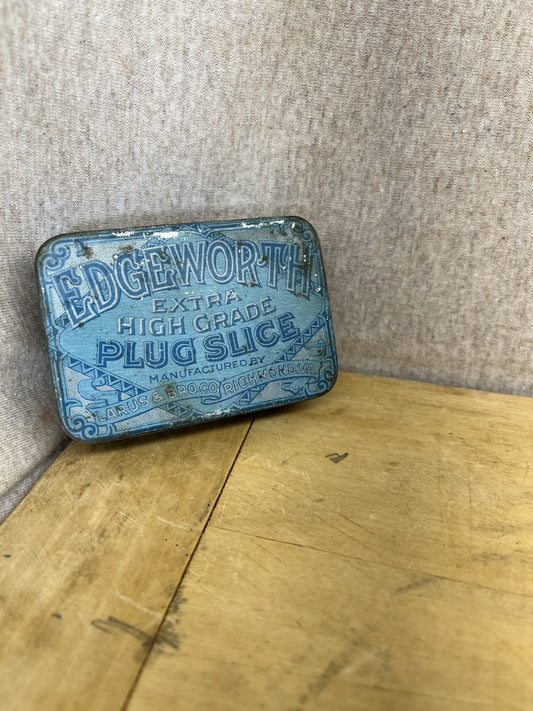 EDGEWORTH
EXTRA
HIGH GRADE
PLUG SLICE
MANUFACTURED BY
LARUS & BRO. CO. RICHMOND. VA.